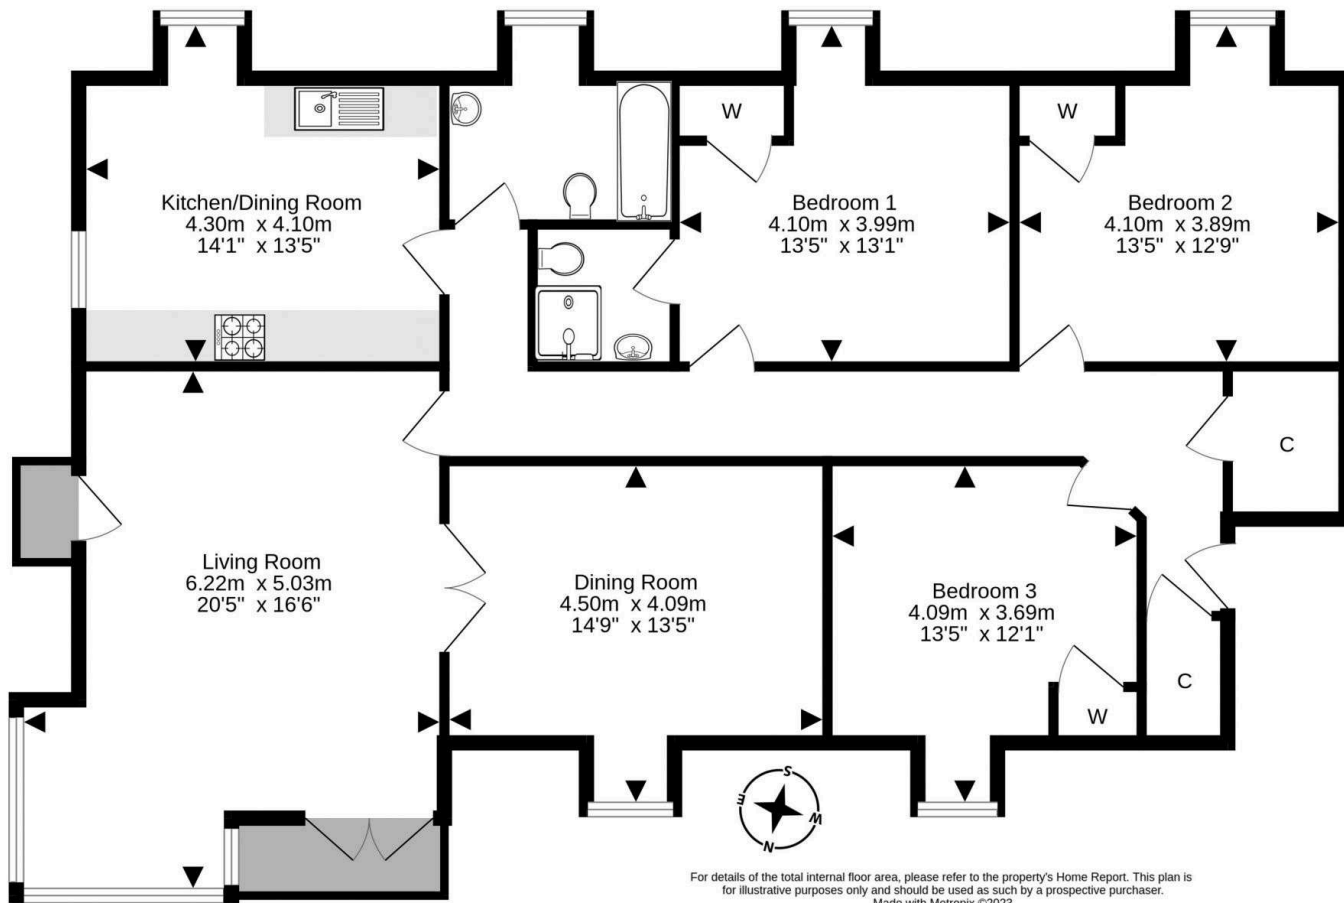 W
W
Kitchen/Dining Room
4.30m x 4.10m
14'1" x 13'5"
Bedroom 1
4.10m x 3.99m
13'5" x 13'1"
Bedroom 2
4.10m x 3.89m
13'5" x 12'9"
C
Living Room
6.22m x 5.03m
20'5" x 16'6"
Dining Room
4.50m x 4.09m
14'9" x 13'5"
Bedroom 3
4.09m x 3.69m
13'5" x 12'1"
C
W
S
E
W
N
For details of the total internal floor area, please refer to the property's Home Report. This plan is
for illustrative purposes only and should be used as such by a prospective purchaser.
Made with Metropix ©2023